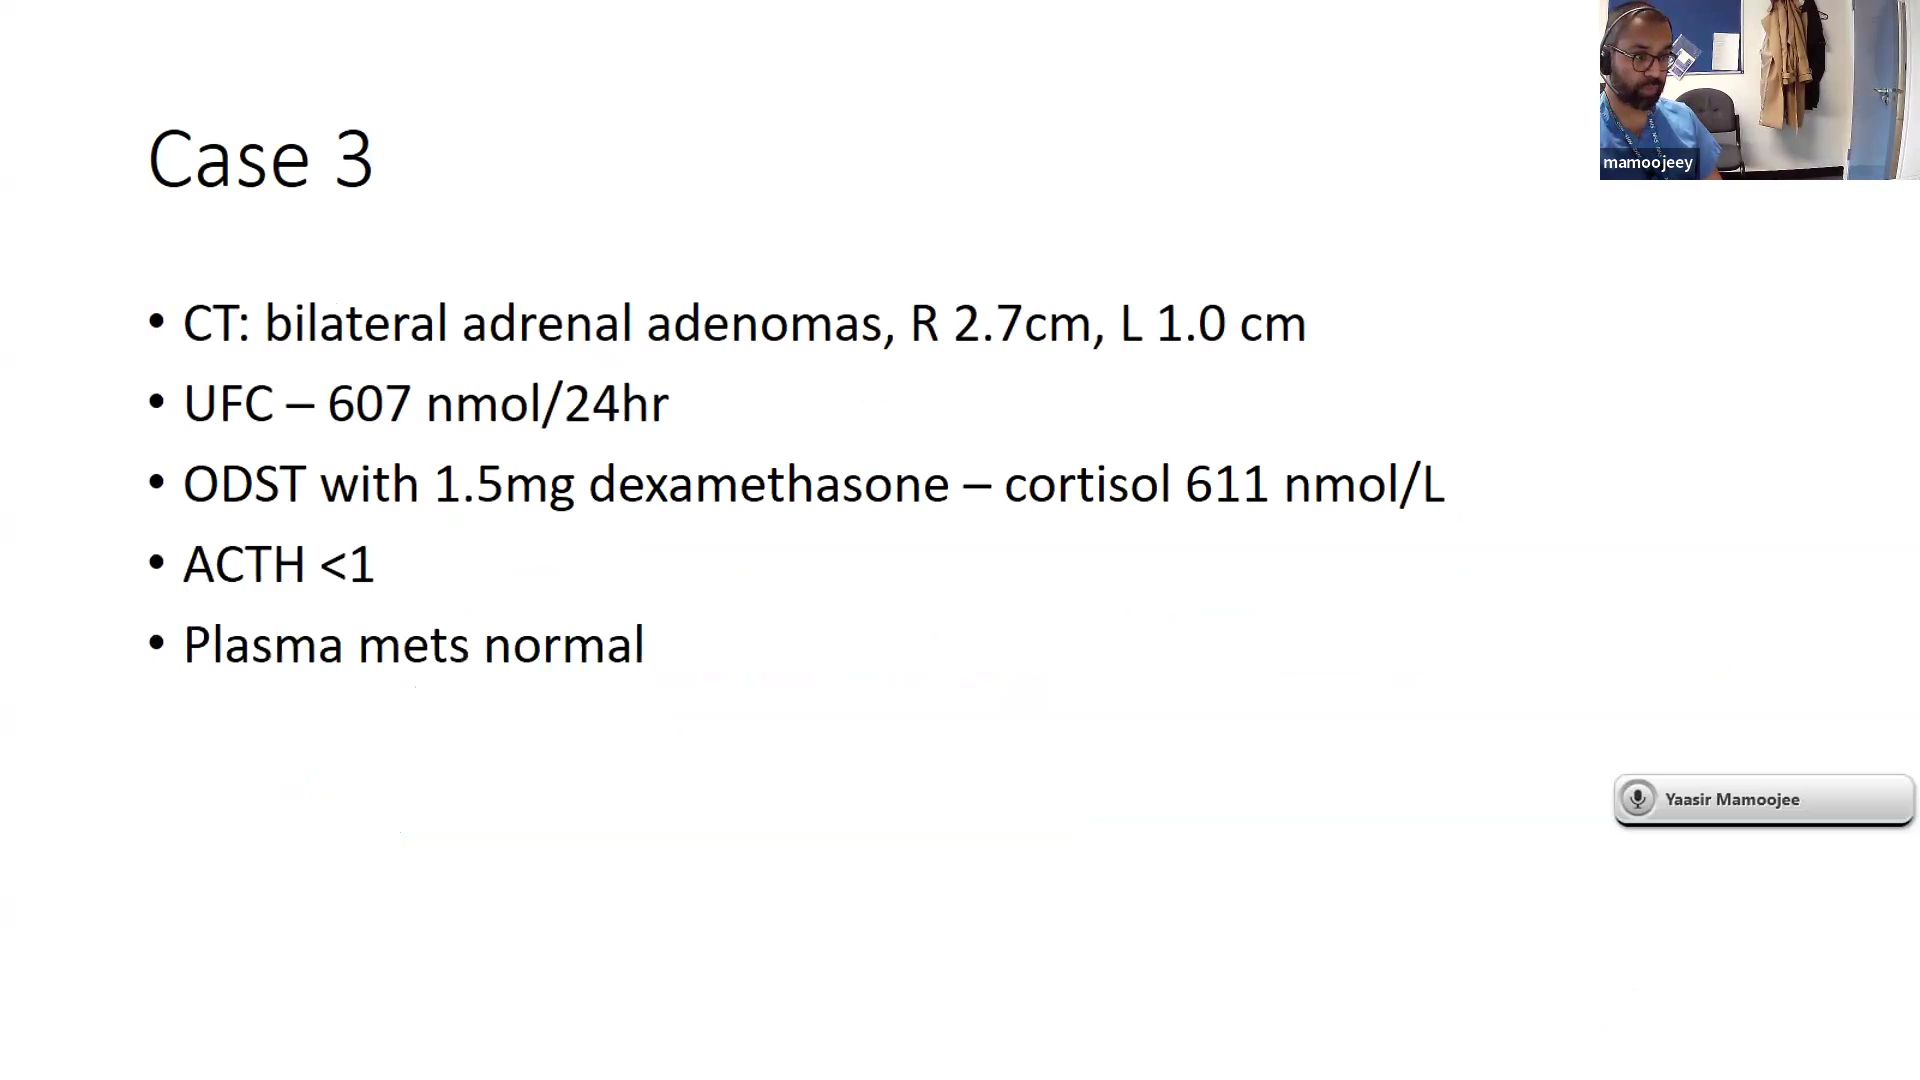 Case 3
• CT: bilateral adrenal adenomas, R 2.7cm, L 1.0 cm
• UFC – 607 nmol/24hr
• ODST with 1.5mg dexamethasone – cortisol 611 nmol/L
• ACTH <1
• Plasma mets normal
mamoojeey
Yaasir Mamoojee